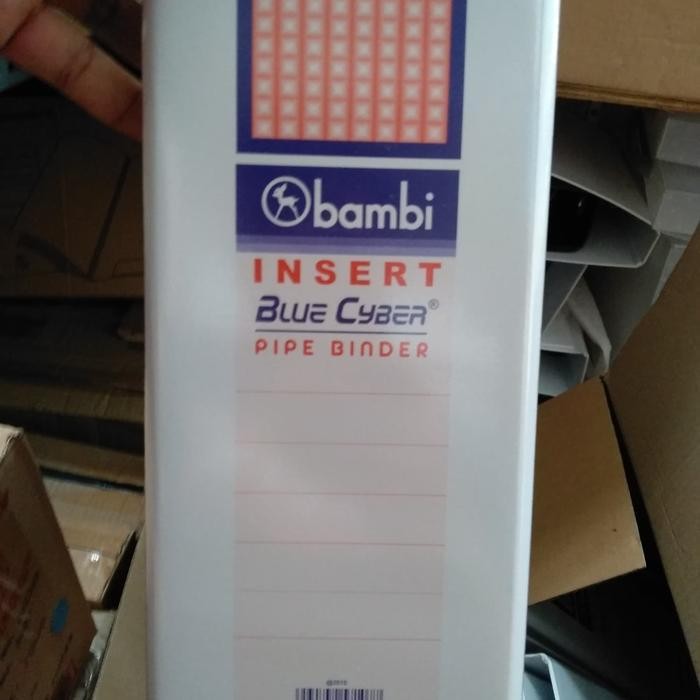 bambi
INSERT
BLUE CYBER®
PIPE BINDER